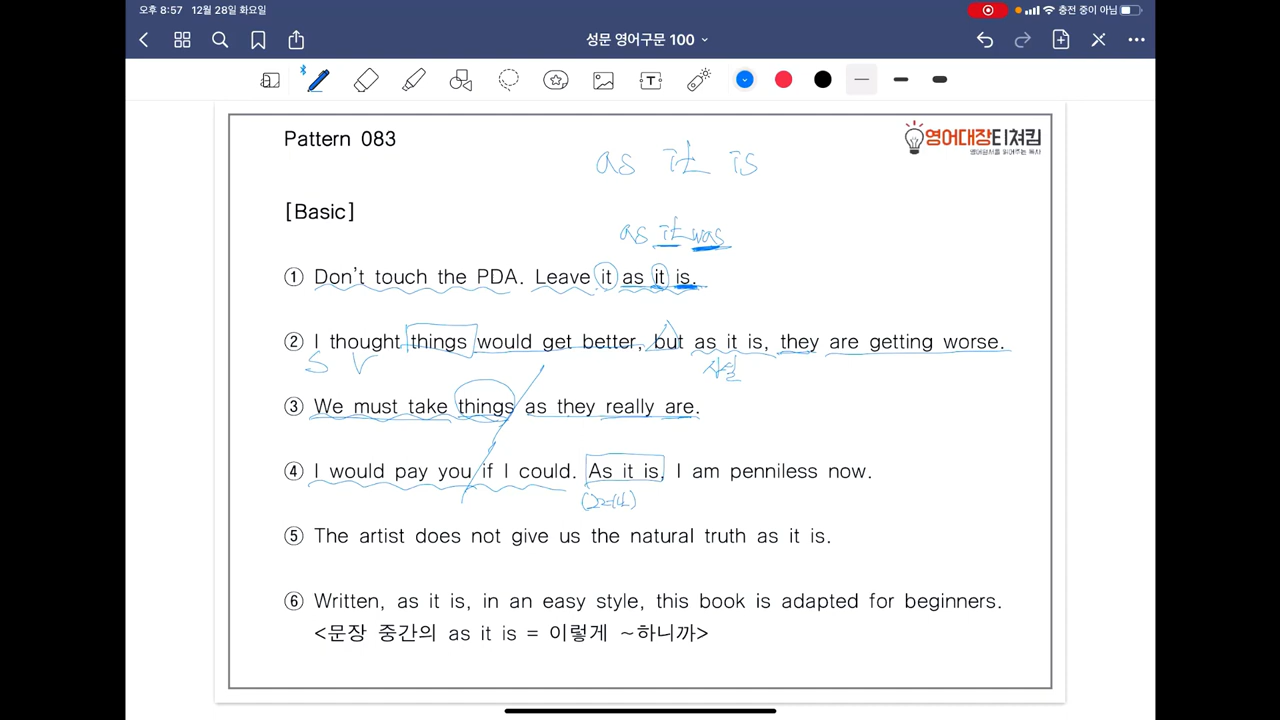 오후 8:57 12월 28일 화요일
충전 중이 아님
성문 영어구문 100
Pattern 083
영어대장티쳐킴
as it is
[Basic]
as it was
① Don't touch the PDA. Leave it as it is.
② I thought things would get better, but as it is, they are getting worse.
S V 사실
③ We must take things as they really are.
④ I would pay you if I could. As it is, I am penniless now.
⑤ The artist does not give us the natural truth as it is.
⑥ Written, as it is, in an easy style, this book is adapted for beginners.
<문장 중간의 as it is = 이렇게 ~하니까>